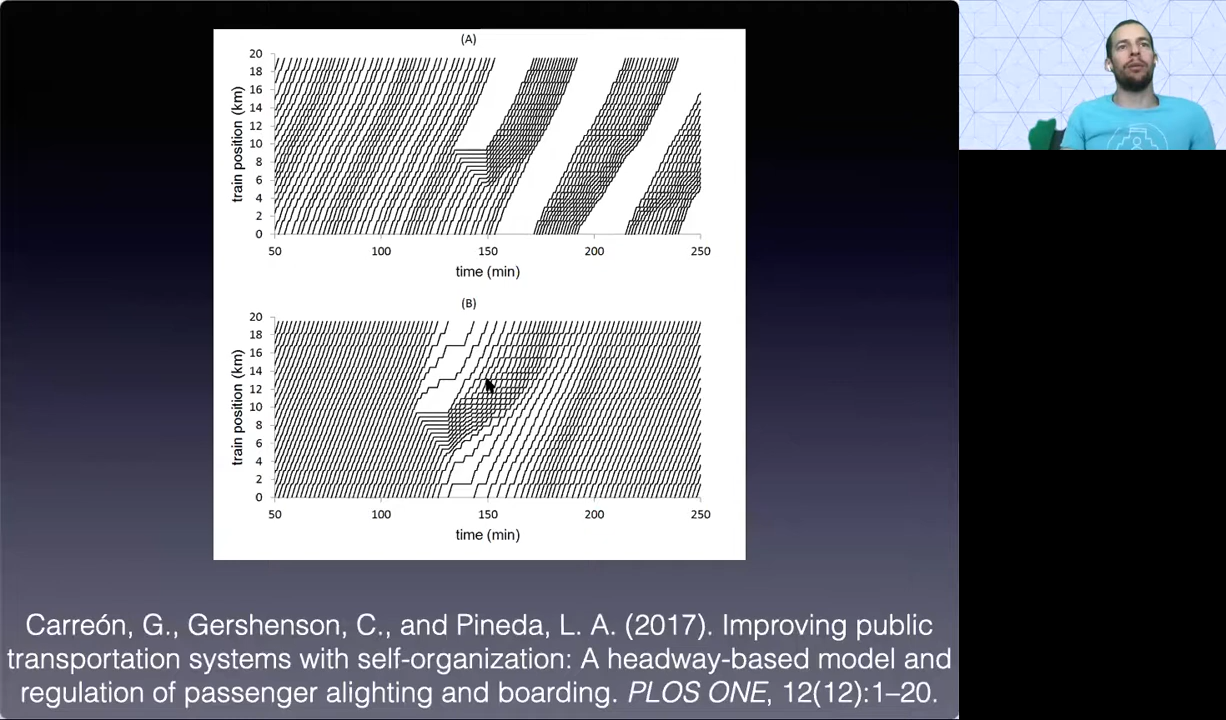 (A)
20
18
16
14
12
10
8
6
4
2
0
train position (km)
50 100 150 200 250
time (min)
(B)
20
18
16
14
12
10
8
6
4
2
0
train position (km)
50 100 150 200 250
time (min)
Carreón, G., Gershenson, C., and Pineda, L. A. (2017). Improving public
transportation systems with self-organization: A headway-based model and
regulation of passenger alighting and boarding. PLOS ONE, 12(12):1–20.